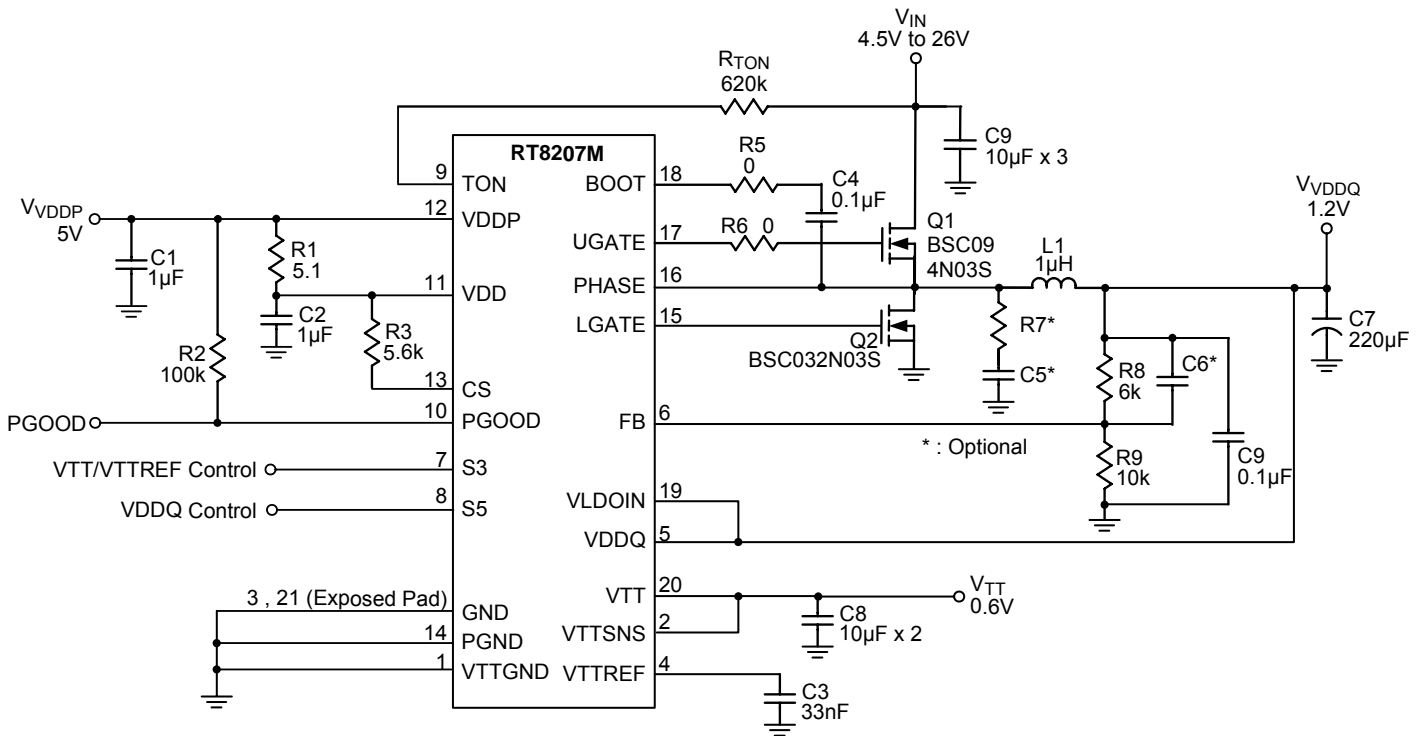 VIN
4.5V to 26V
RTON
620k
C9
10µF x 3
RT8207M
R5
0
C4
0.1µF
9
TON
BOOT
18
VVDDP
5V
12
VDDP
VVDDQ
1.2V
C1
1µF
R1
5.1
UGATE
17
R6 0
Q1
BSC09
4N03S
L1
1µH
11
VDD
PHASE
16
C2
1µF
R3
5.6k
LGATE
15
Q2
BSC032N03S
R7*
C7
220µF
R2
100k
C5*
R8
6k
C6*
13
CS
PGOOD
10
PGOOD
FB
6
* : Optional
R9
10k
C9
0.1µF
VTT/VTTREF Control
7
S3
VDDQ Control
8
S5
VLDOIN
19
VDDQ
5
3 , 21 (Exposed Pad)
GND
VTT
20
VTT
0.6V
C8
10µF x 2
14
PGND
VTTSNS
2
1
VTTGND
VTTREF
4
C3
33nF